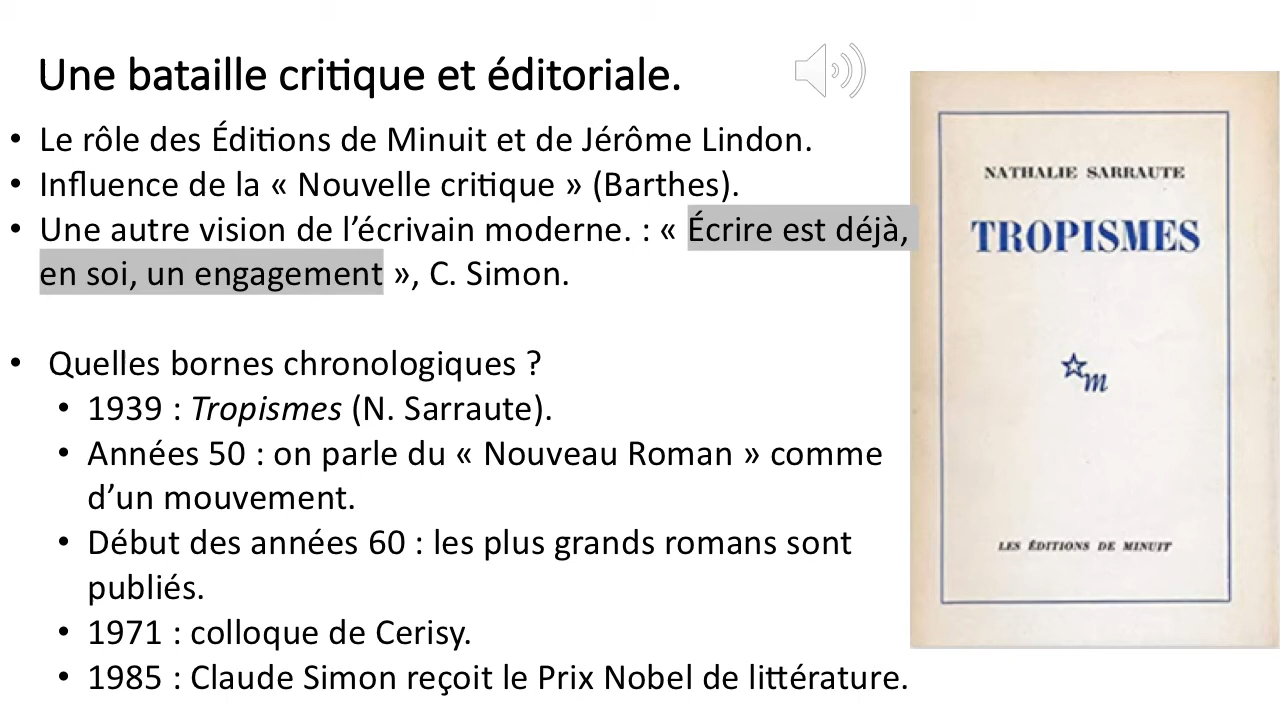 Une bataille critique et éditoriale.
• Le rôle des Éditions de Minuit et de Jérôme Lindon.
• Influence de la « Nouvelle critique » (Barthes).
• Une autre vision de l’écrivain moderne. : « Écrire est déjà,
en soi, un engagement », C. Simon.
• Quelles bornes chronologiques ?
• 1939 : Tropismes (N. Sarraute).
• Années 50 : on parle du « Nouveau Roman » comme
d’un mouvement.
• Début des années 60 : les plus grands romans sont
publiés.
• 1971 : colloque de Cerisy.
• 1985 : Claude Simon reçoit le Prix Nobel de littérature.
NATHALIE SARRAUTE
TROPISMES
m
LES ÉDITIONS DE MINUIT